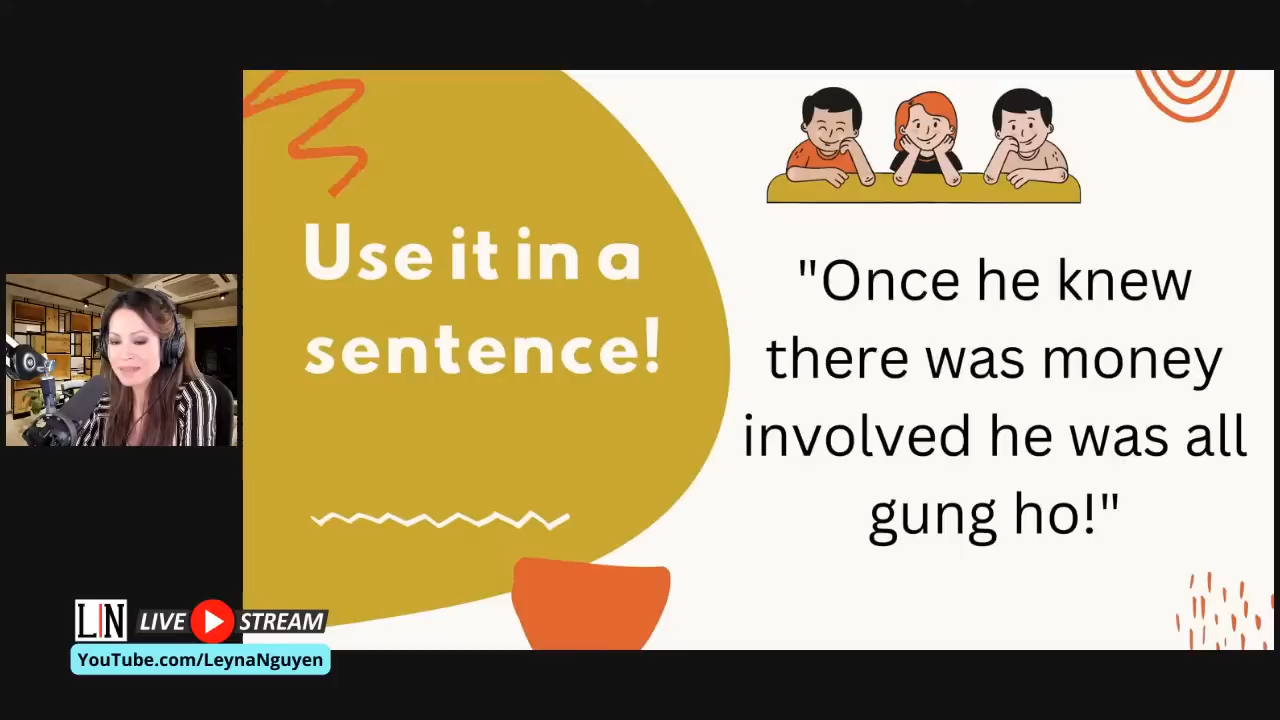 Use it in a
sentence!
"Once he knew
there was money
involved he was all
gung ho!"
LN LIVE STREAM
YouTube.com/LeynaNguyen